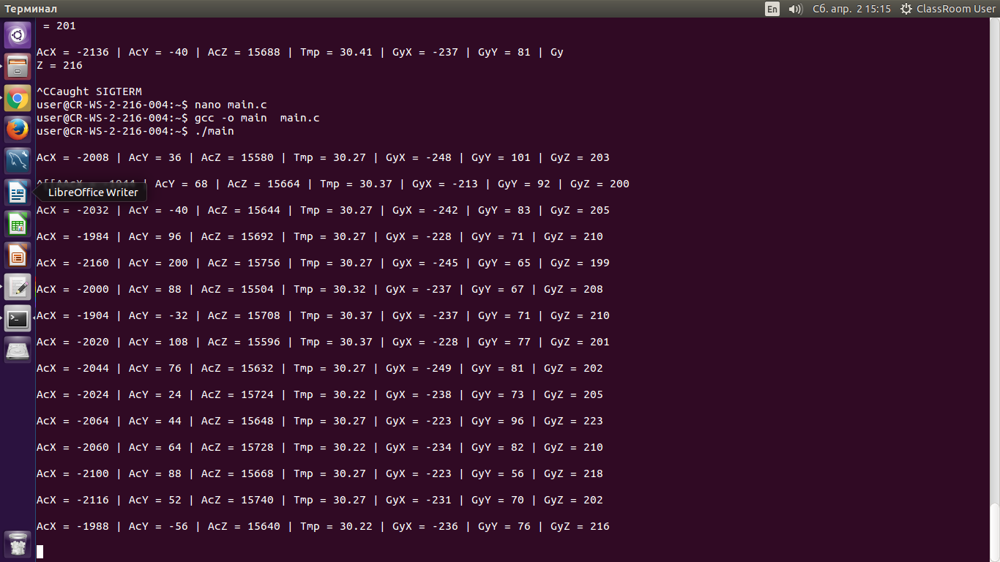 Терминал
En
Сб. апр. 2 15:15
ClassRoom User
= 201
AcX = -2136 | AcY = -40 | AcZ = 15688 | Tmp = 30.41 | GyX = -237 | GyY = 81 | Gy
Z = 216
^CCaught SIGTERM
user@CR-WS-2-216-004:~$ nano main.c
user@CR-WS-2-216-004:~$ gcc -o main  main.c
user@CR-WS-2-216-004:~$ ./main
AcX = -2008 | AcY = 36 | AcZ = 15580 | Tmp = 30.27 | GyX = -248 | GyY = 101 | GyZ = 203
| AcY = 68 | AcZ = 15664 | Tmp = 30.37 | GyX = -213 | GyY = 92 | GyZ = 200
LibreOffice Writer
AcX = -2032 | AcY = -40 | AcZ = 15644 | Tmp = 30.27 | GyX = -242 | GyY = 83 | GyZ = 205
AcX = -1984 | AcY = 96 | AcZ = 15692 | Tmp = 30.27 | GyX = -228 | GyY = 71 | GyZ = 210
AcX = -2160 | AcY = 200 | AcZ = 15756 | Tmp = 30.27 | GyX = -245 | GyY = 65 | GyZ = 199
AcX = -2000 | AcY = 88 | AcZ = 15504 | Tmp = 30.32 | GyX = -237 | GyY = 67 | GyZ = 208
AcX = -1904 | AcY = -32 | AcZ = 15708 | Tmp = 30.37 | GyX = -237 | GyY = 71 | GyZ = 210
AcX = -2020 | AcY = 108 | AcZ = 15596 | Tmp = 30.37 | GyX = -228 | GyY = 77 | GyZ = 201
AcX = -2044 | AcY = 76 | AcZ = 15632 | Tmp = 30.27 | GyX = -249 | GyY = 81 | GyZ = 202
AcX = -2024 | AcY = 24 | AcZ = 15724 | Tmp = 30.22 | GyX = -238 | GyY = 73 | GyZ = 205
AcX = -2064 | AcY = 44 | AcZ = 15648 | Tmp = 30.27 | GyX = -223 | GyY = 96 | GyZ = 223
AcX = -2060 | AcY = 64 | AcZ = 15728 | Tmp = 30.22 | GyX = -234 | GyY = 82 | GyZ = 210
AcX = -2100 | AcY = 88 | AcZ = 15668 | Tmp = 30.27 | GyX = -223 | GyY = 56 | GyZ = 218
AcX = -2116 | AcY = 52 | AcZ = 15740 | Tmp = 30.27 | GyX = -231 | GyY = 70 | GyZ = 202
AcX = -1988 | AcY = -56 | AcZ = 15640 | Tmp = 30.22 | GyX = -236 | GyY = 76 | GyZ = 216